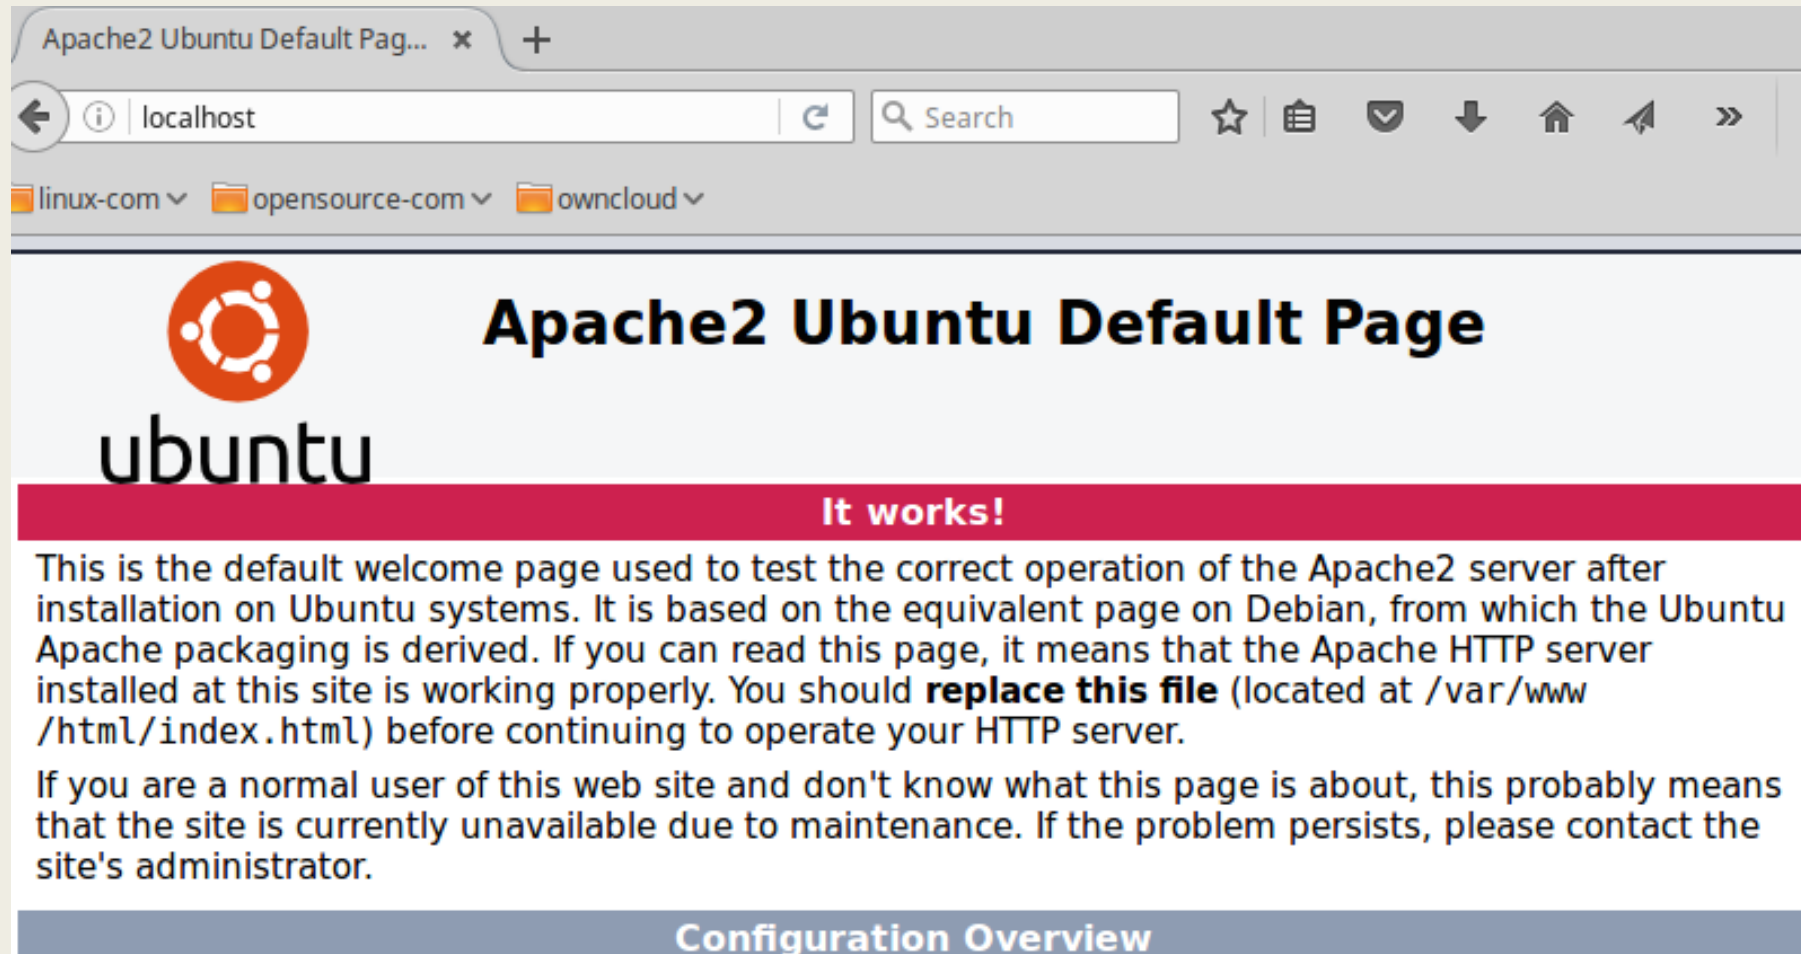 Apache2 Ubuntu Default Pag...
localhost
Search
linux-com
opensource-com
owncloud
Apache2 Ubuntu Default Page
ubuntu
It works!
This is the default welcome page used to test the correct operation of the Apache2 server after
installation on Ubuntu systems. It is based on the equivalent page on Debian, from which the Ubuntu
Apache packaging is derived. If you can read this page, it means that the Apache HTTP server
installed at this site is working properly. You should replace this file (located at /var/www
/html/index.html) before continuing to operate your HTTP server.
If you are a normal user of this web site and don't know what this page is about, this probably means
that the site is currently unavailable due to maintenance. If the problem persists, please contact the
site's administrator.
Configuration Overview